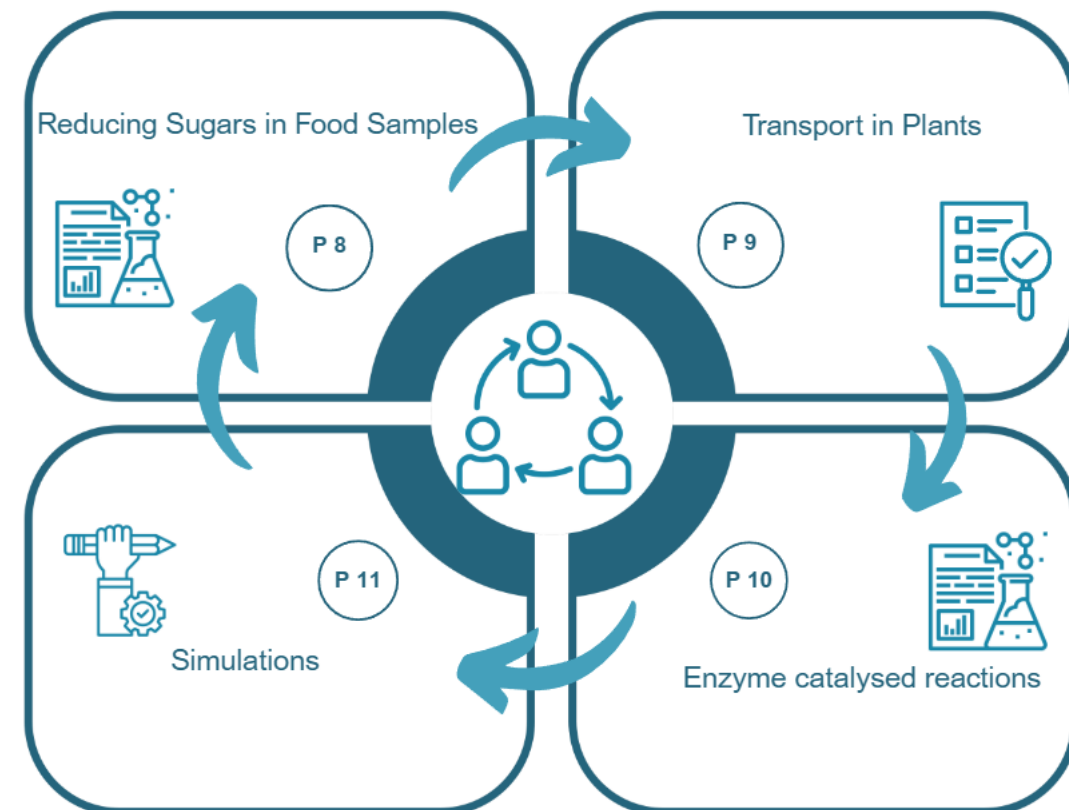 Reducing Sugars in Food Samples
P 8
Transport in Plants
P 9
P 11
Simulations
P 10
Enzyme catalysed reactions